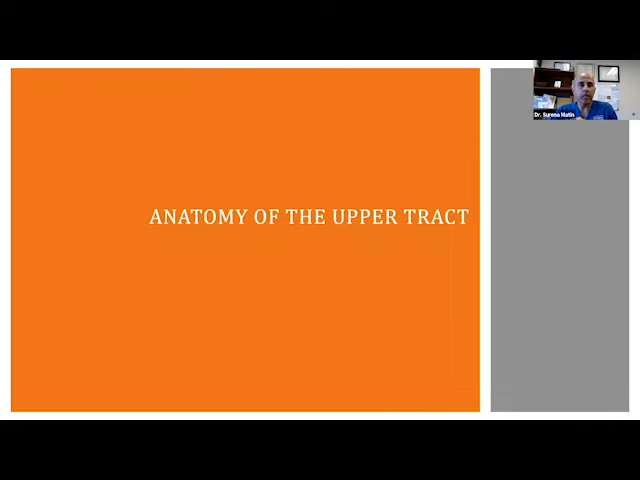 Dr. Surena Matin
ANATOMY OF THE UPPER TRACT